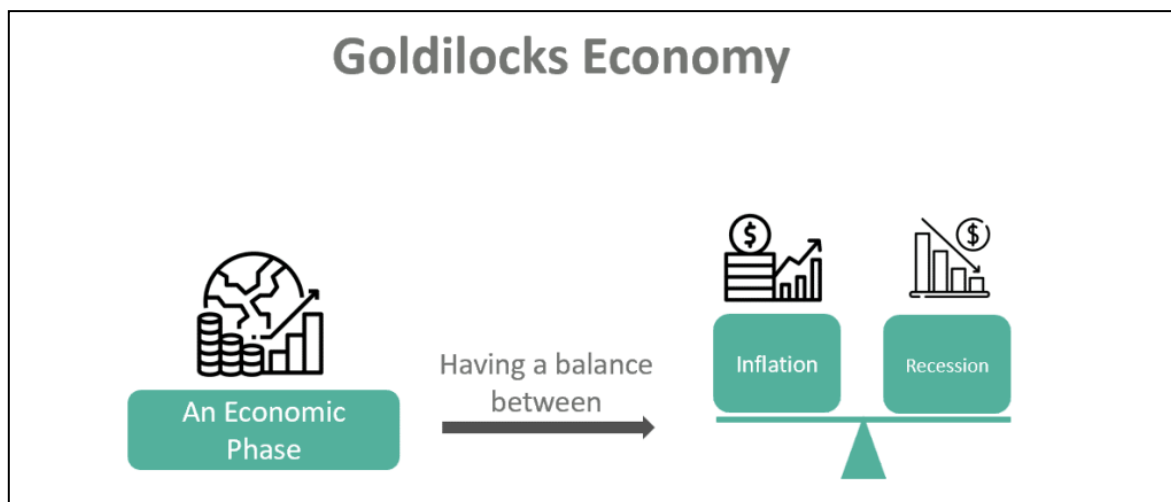 Goldilocks Economy
$
$
Having a balance
between
Inflation
Recession
An Economic
Phase